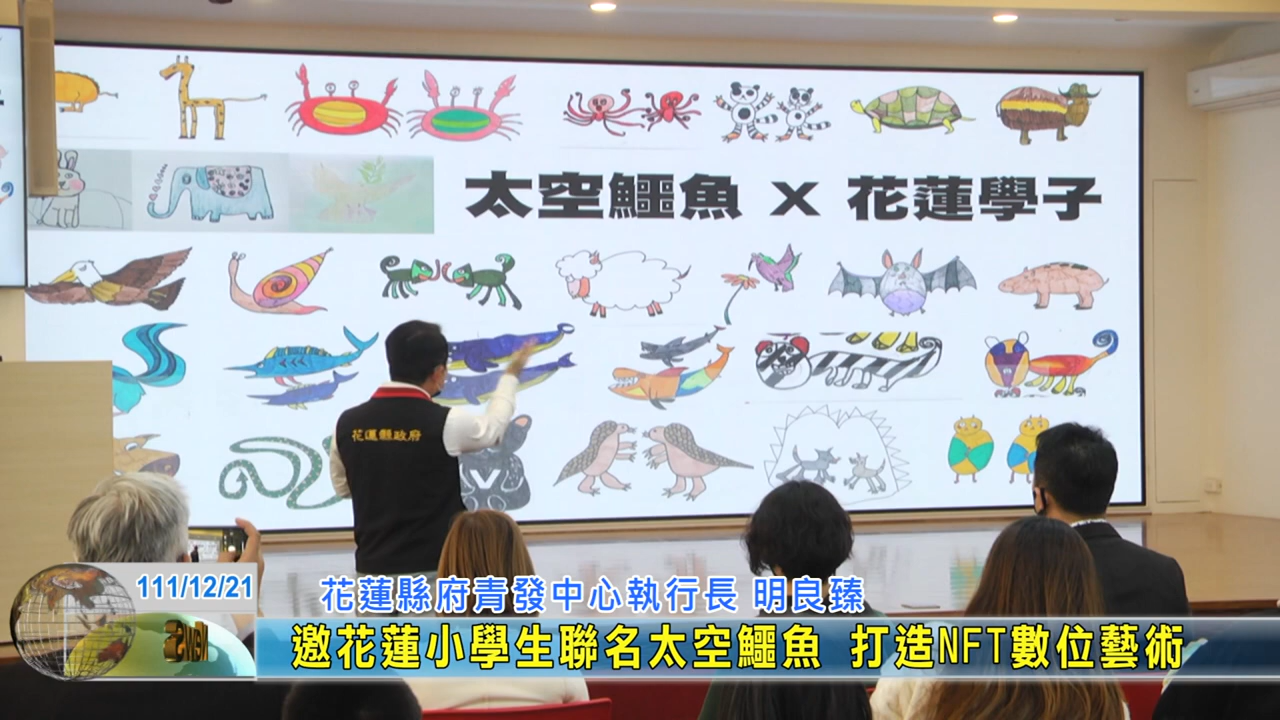 太空鱷魚 X 花蓮學子
花蓮縣政府
111/12/21
花蓮縣府青發中心執行長 明良臻
NEWS
邀花蓮小學生聯名太空鱷魚 打造NFT數位藝術